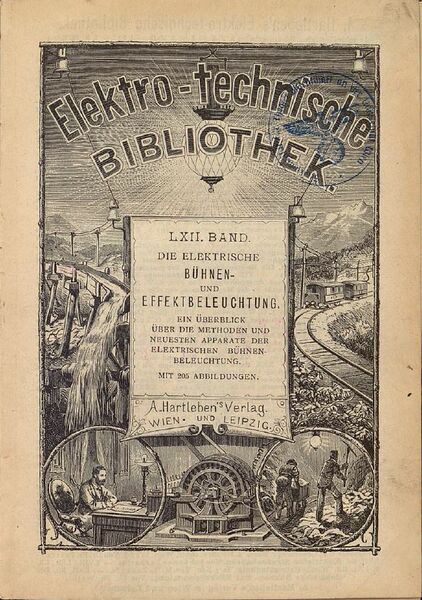 Elektro-technische
BIBLIOTHEK.
LXII. BAND.
DIE ELEKTRISCHE
BÜHNEN-
UND
EFFEKTBELEUCHTUNG.
EIN ÜBERBLICK
ÜBER DIE METHODEN UND
NEUESTEN APPARATE DER
ELEKTRISCHEN BÜHNEN-
BELEUCHTUNG.
MIT 205 ABBILDUNGEN.
A. Hartleben's Verlag.
WIEN. UND LEIPZIG.